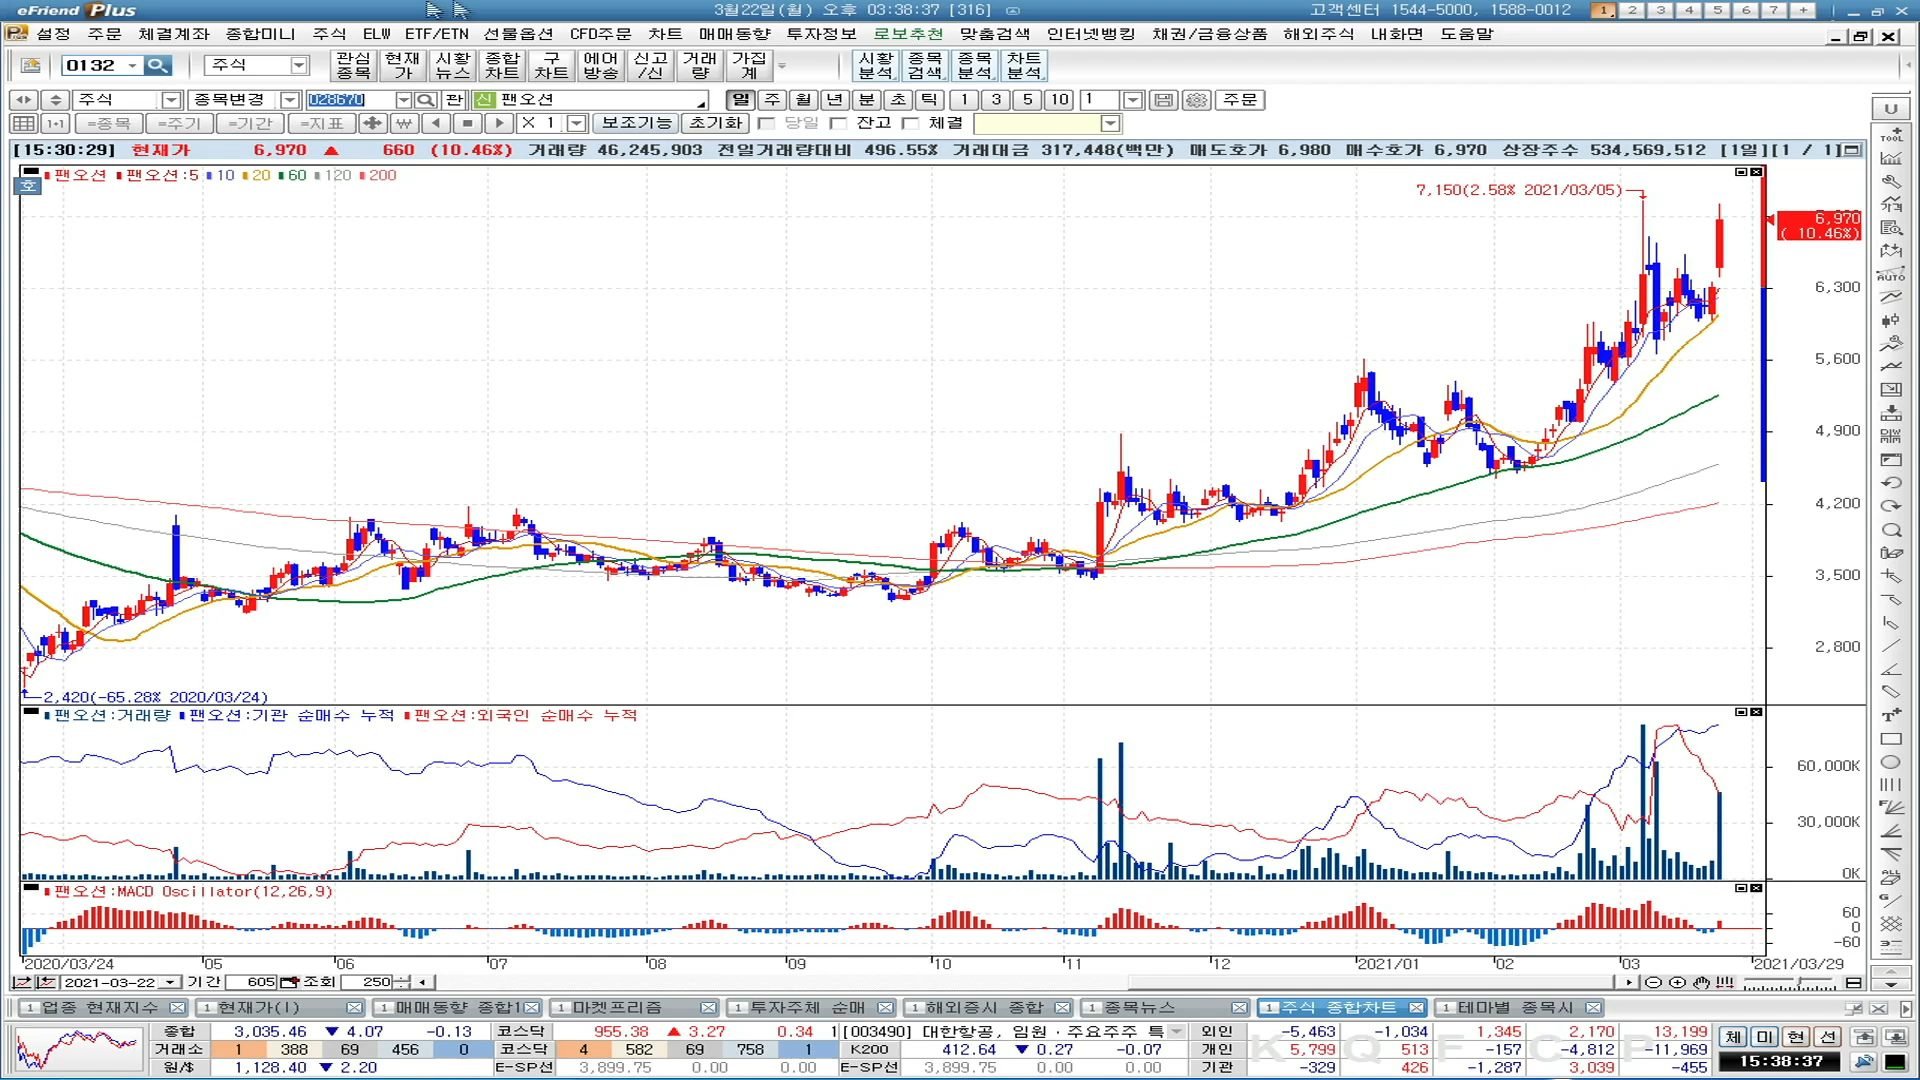 eFriend Plus 3월22일(월) 오후 03:38:37 [316] 고객센터 1544-5000, 1588-0012 1 2 3 4 5 6 7 +
설정 주문 체결계좌 종합미니 주식 ELW ETF/ETN 선물옵션 CFD주문 차트 매매동향 투자정보 로보추천 맞춤검색 인터넷뱅킹 채권/금융상품 해외주식 내화면 도움말
0132 주식 관심종목 현재가 시황뉴스 종합차트 구차트 에어방송 신고/신 거래량 가집계 시황분석 종목검색 종목분석 차트분석
주식 종목변경 028670 관 신 팬오션 일 주 월 년 분 초 틱 1 3 5 10 1 주문
=종목 =주기 =기간 =지표 ₩ X 1 보조기능 초기화 당일 잔고 체결
[15:30:29] 현재가 6,970 ▲ 660 (10.46%) 거래량 46,245,903 전일거래량대비 496.55% 거래대금 317,448(백만) 매도호가 6,980 매수호가 6,970 상장주수 534,569,512 [1일][1 / 1]
팬오션 팬오션:5 10 20 60 120 200
호
7,150(2.58% 2021/03/05)
6,970
( 10.46%)
6,300
5,600
4,900
4,200
3,500
2,800
2,420(-65.28% 2020/03/24)
팬오션:거래량 팬오션:기관 순매수 누적 팬오션:외국인 순매수 누적
60,000K
30,000K
0K
팬오션:MACD Oscillator(12,26,9)
60
0
-60
2020/03/24 05 06 07 08 09 10 11 12 2021/01 02 03 2021/03/29
2021-03-22 기간 605 조회 250
1 업종 현재지수 1 현재가(I) 1 매매동향 종합1 1 마켓프리즘 1 투자주체 순매 1 해외증시 종합 1 종목뉴스 1 주식 종합차트 1 테마별 종목시
종합 3,035.46 ▼ 4.07 -0.13 코스닥 955.38 ▲ 3.27 0.34 1 [003490] 대한항공, 임원·주요주주 특 외인 -5,463 -1,034 1,345 2,170 13,199 체 미 현 선
거래소 1 388 69 456 0 코스닥 4 582 69 758 1 K200 412.64 ▼ 0.27 -0.07 개인 5,799 513 -157 -4,812 -11,969
원/$ 1,128.40 ▼ 2.20 E-SP선 3,899.75 0.00 0.00 E-SP선 3,899.75 0.00 0.00 기관 -329 426 -1,287 3,039 -455
K Q F C P
15:38:37
U
TOOL
가격
AUTO
ALL